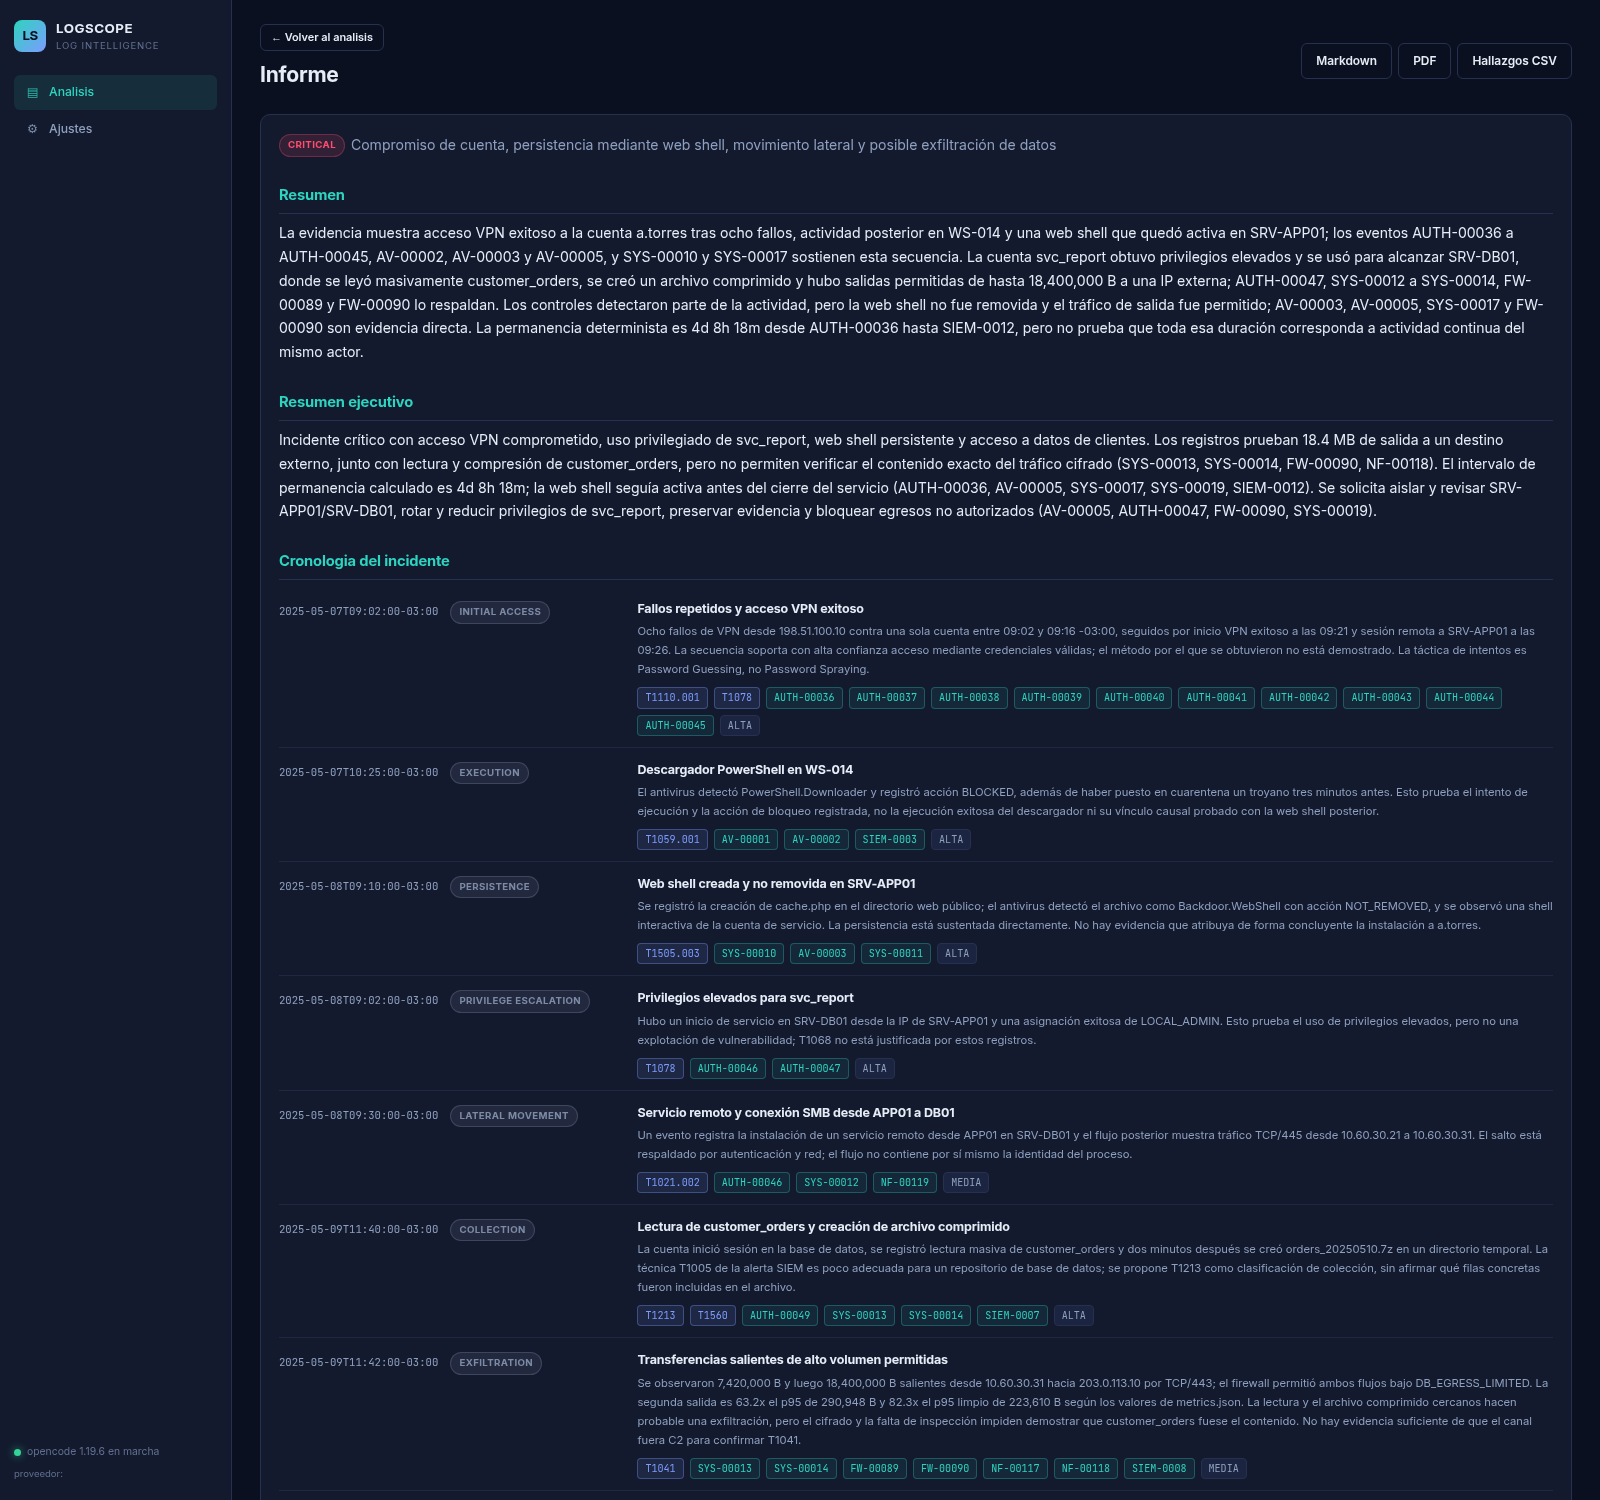 LS
LOGSCOPE
LOG INTELLIGENCE
Analisis
Ajustes
← Volver al analisis
Informe
Markdown
PDF
Hallazgos CSV
CRITICAL Compromiso de cuenta, persistencia mediante web shell, movimiento lateral y posible exfiltración de datos
Resumen
La evidencia muestra acceso VPN exitoso a la cuenta a.torres tras ocho fallos, actividad posterior en WS-014 y una web shell que quedó activa en SRV-APP01; los eventos AUTH-00036 a
AUTH-00045, AV-00002, AV-00003 y AV-00005, y SYS-00010 y SYS-00017 sostienen esta secuencia. La cuenta svc_report obtuvo privilegios elevados y se usó para alcanzar SRV-DB01,
donde se leyó masivamente customer_orders, se creó un archivo comprimido y hubo salidas permitidas de hasta 18,400,000 B a una IP externa; AUTH-00047, SYS-00012 a SYS-00014, FW-
00089 y FW-00090 lo respaldan. Los controles detectaron parte de la actividad, pero la web shell no fue removida y el tráfico de salida fue permitido; AV-00003, AV-00005, SYS-00017 y FW-
00090 son evidencia directa. La permanencia determinista es 4d 8h 18m desde AUTH-00036 hasta SIEM-0012, pero no prueba que toda esa duración corresponda a actividad continua del
mismo actor.
Resumen ejecutivo
Incidente crítico con acceso VPN comprometido, uso privilegiado de svc_report, web shell persistente y acceso a datos de clientes. Los registros prueban 18.4 MB de salida a un destino
externo, junto con lectura y compresión de customer_orders, pero no permiten verificar el contenido exacto del tráfico cifrado (SYS-00013, SYS-00014, FW-00090, NF-00118). El intervalo de
permanencia calculado es 4d 8h 18m; la web shell seguía activa antes del cierre del servicio (AUTH-00036, AV-00005, SYS-00017, SYS-00019, SIEM-0012). Se solicita aislar y revisar SRV-
APP01/SRV-DB01, rotar y reducir privilegios de svc_report, preservar evidencia y bloquear egresos no autorizados (AV-00005, AUTH-00047, FW-00090, SYS-00019).
Cronologia del incidente
2025-05-07T09:02:00-03:00 INITIAL ACCESS
Fallos repetidos y acceso VPN exitoso
Ocho fallos de VPN desde 198.51.100.10 contra una sola cuenta entre 09:02 y 09:16 -03:00, seguidos por inicio VPN exitoso a las 09:21 y sesión remota a SRV-APP01 a las
09:26. La secuencia soporta con alta confianza acceso mediante credenciales válidas; el método por el que se obtuvieron no está demostrado. La táctica de intentos es
Password Guessing, no Password Spraying.
T1110.001 T1078 AUTH-00036 AUTH-00037 AUTH-00038 AUTH-00039 AUTH-00040 AUTH-00041 AUTH-00042 AUTH-00043 AUTH-00044
AUTH-00045 ALTA
2025-05-07T10:25:00-03:00 EXECUTION
Descargador PowerShell en WS-014
El antivirus detectó PowerShell.Downloader y registró acción BLOCKED, además de haber puesto en cuarentena un troyano tres minutos antes. Esto prueba el intento de
ejecución y la acción de bloqueo registrada, no la ejecución exitosa del descargador ni su vínculo causal probado con la web shell posterior.
T1059.001 AV-00001 AV-00002 SIEM-0003 ALTA
2025-05-08T09:10:00-03:00 PERSISTENCE
Web shell creada y no removida en SRV-APP01
Se registró la creación de cache.php en el directorio web público; el antivirus detectó el archivo como Backdoor.WebShell con acción NOT_REMOVED, y se observó una shell
interactiva de la cuenta de servicio. La persistencia está sustentada directamente. No hay evidencia que atribuya de forma concluyente la instalación a a.torres.
T1505.003 SYS-00010 AV-00003 SYS-00011 ALTA
2025-05-08T09:02:00-03:00 PRIVILEGE ESCALATION
Privilegios elevados para svc_report
Hubo un inicio de servicio en SRV-DB01 desde la IP de SRV-APP01 y una asignación exitosa de LOCAL_ADMIN. Esto prueba el uso de privilegios elevados, pero no una
explotación de vulnerabilidad; T1068 no está justificada por estos registros.
T1078 AUTH-00046 AUTH-00047 ALTA
2025-05-08T09:30:00-03:00 LATERAL MOVEMENT
Servicio remoto y conexión SMB desde APP01 a DB01
Un evento registra la instalación de un servicio remoto desde APP01 en SRV-DB01 y el flujo posterior muestra tráfico TCP/445 desde 10.60.30.21 a 10.60.30.31. El salto está
respaldado por autenticación y red; el flujo no contiene por sí mismo la identidad del proceso.
T1021.002 AUTH-00046 SYS-00012 NF-00119 MEDIA
2025-05-09T11:40:00-03:00 COLLECTION
Lectura de customer_orders y creación de archivo comprimido
La cuenta inició sesión en la base de datos, se registró lectura masiva de customer_orders y dos minutos después se creó orders_20250510.7z en un directorio temporal. La
técnica T1005 de la alerta SIEM es poco adecuada para un repositorio de base de datos; se propone T1213 como clasificación de colección, sin afirmar qué filas concretas
fueron incluidas en el archivo.
T1213 T1560 AUTH-00049 SYS-00013 SYS-00014 SIEM-0007 ALTA
2025-05-09T11:42:00-03:00 EXFILTRATION
Transferencias salientes de alto volumen permitidas
Se observaron 7,420,000 B y luego 18,400,000 B salientes desde 10.60.30.31 hacia 203.0.113.10 por TCP/443; el firewall permitió ambos flujos bajo DB_EGRESS_LIMITED. La
segunda salida es 63.2x el p95 de 290,948 B y 82.3x el p95 limpio de 223,610 B según los valores de metrics.json. La lectura y el archivo comprimido cercanos hacen
probable una exfiltración, pero el cifrado y la falta de inspección impiden demostrar que customer_orders fuese el contenido. No hay evidencia suficiente de que el canal
fuera C2 para confirmar T1041.
T1041 SYS-00013 SYS-00014 FW-00089 FW-00090 NF-00117 NF-00118 SIEM-0008 MEDIA
opencode 1.19.6 en marcha
proveedor: